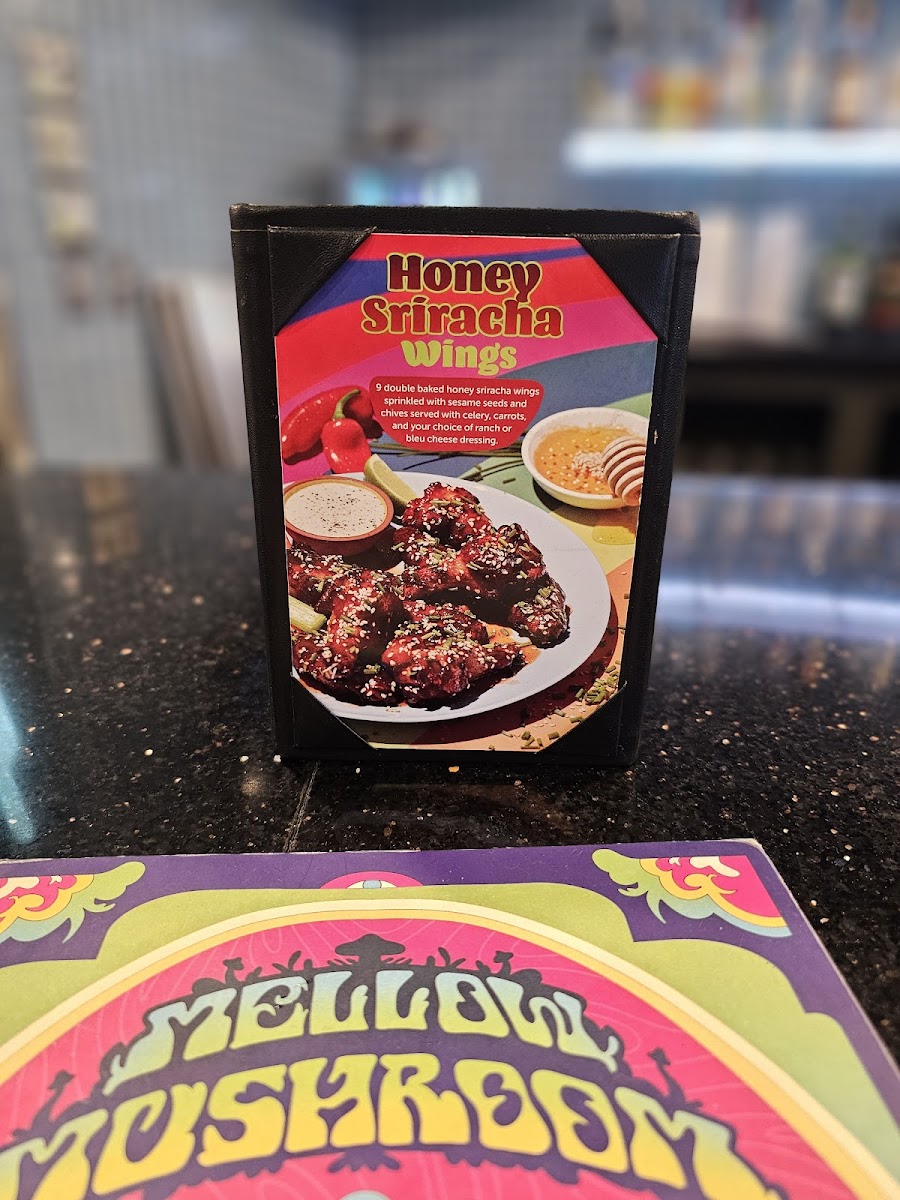 Honey
Sriracha
Wings
9 double baked honey sriracha wings
sprinkled with sesame seeds and
chives served with celery, carrots,
and your choice of ranch or
bleu cheese dressing.
MELLOW
MUSHROOM